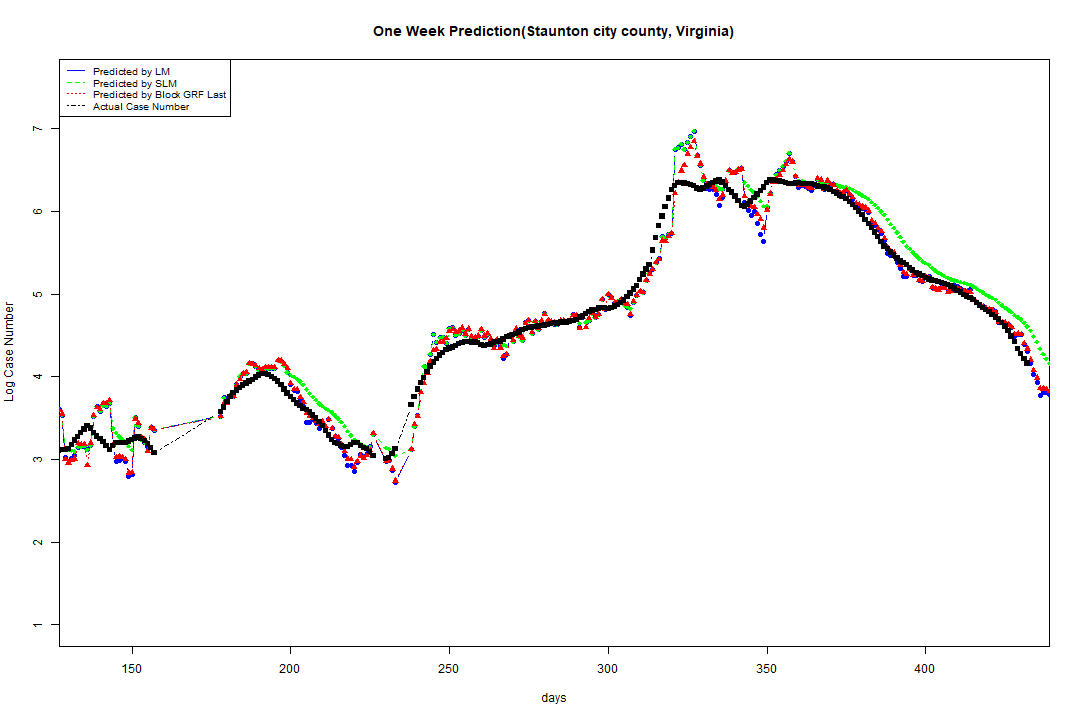 One Week Prediction(Staunton city county, Virginia)
Predicted by LM
Predicted by SLM
Predicted by Block GRF Last
Actual Case Number
7
6
5
4
3
2
1
Log Case Number
150 200 250 300 350 400
days